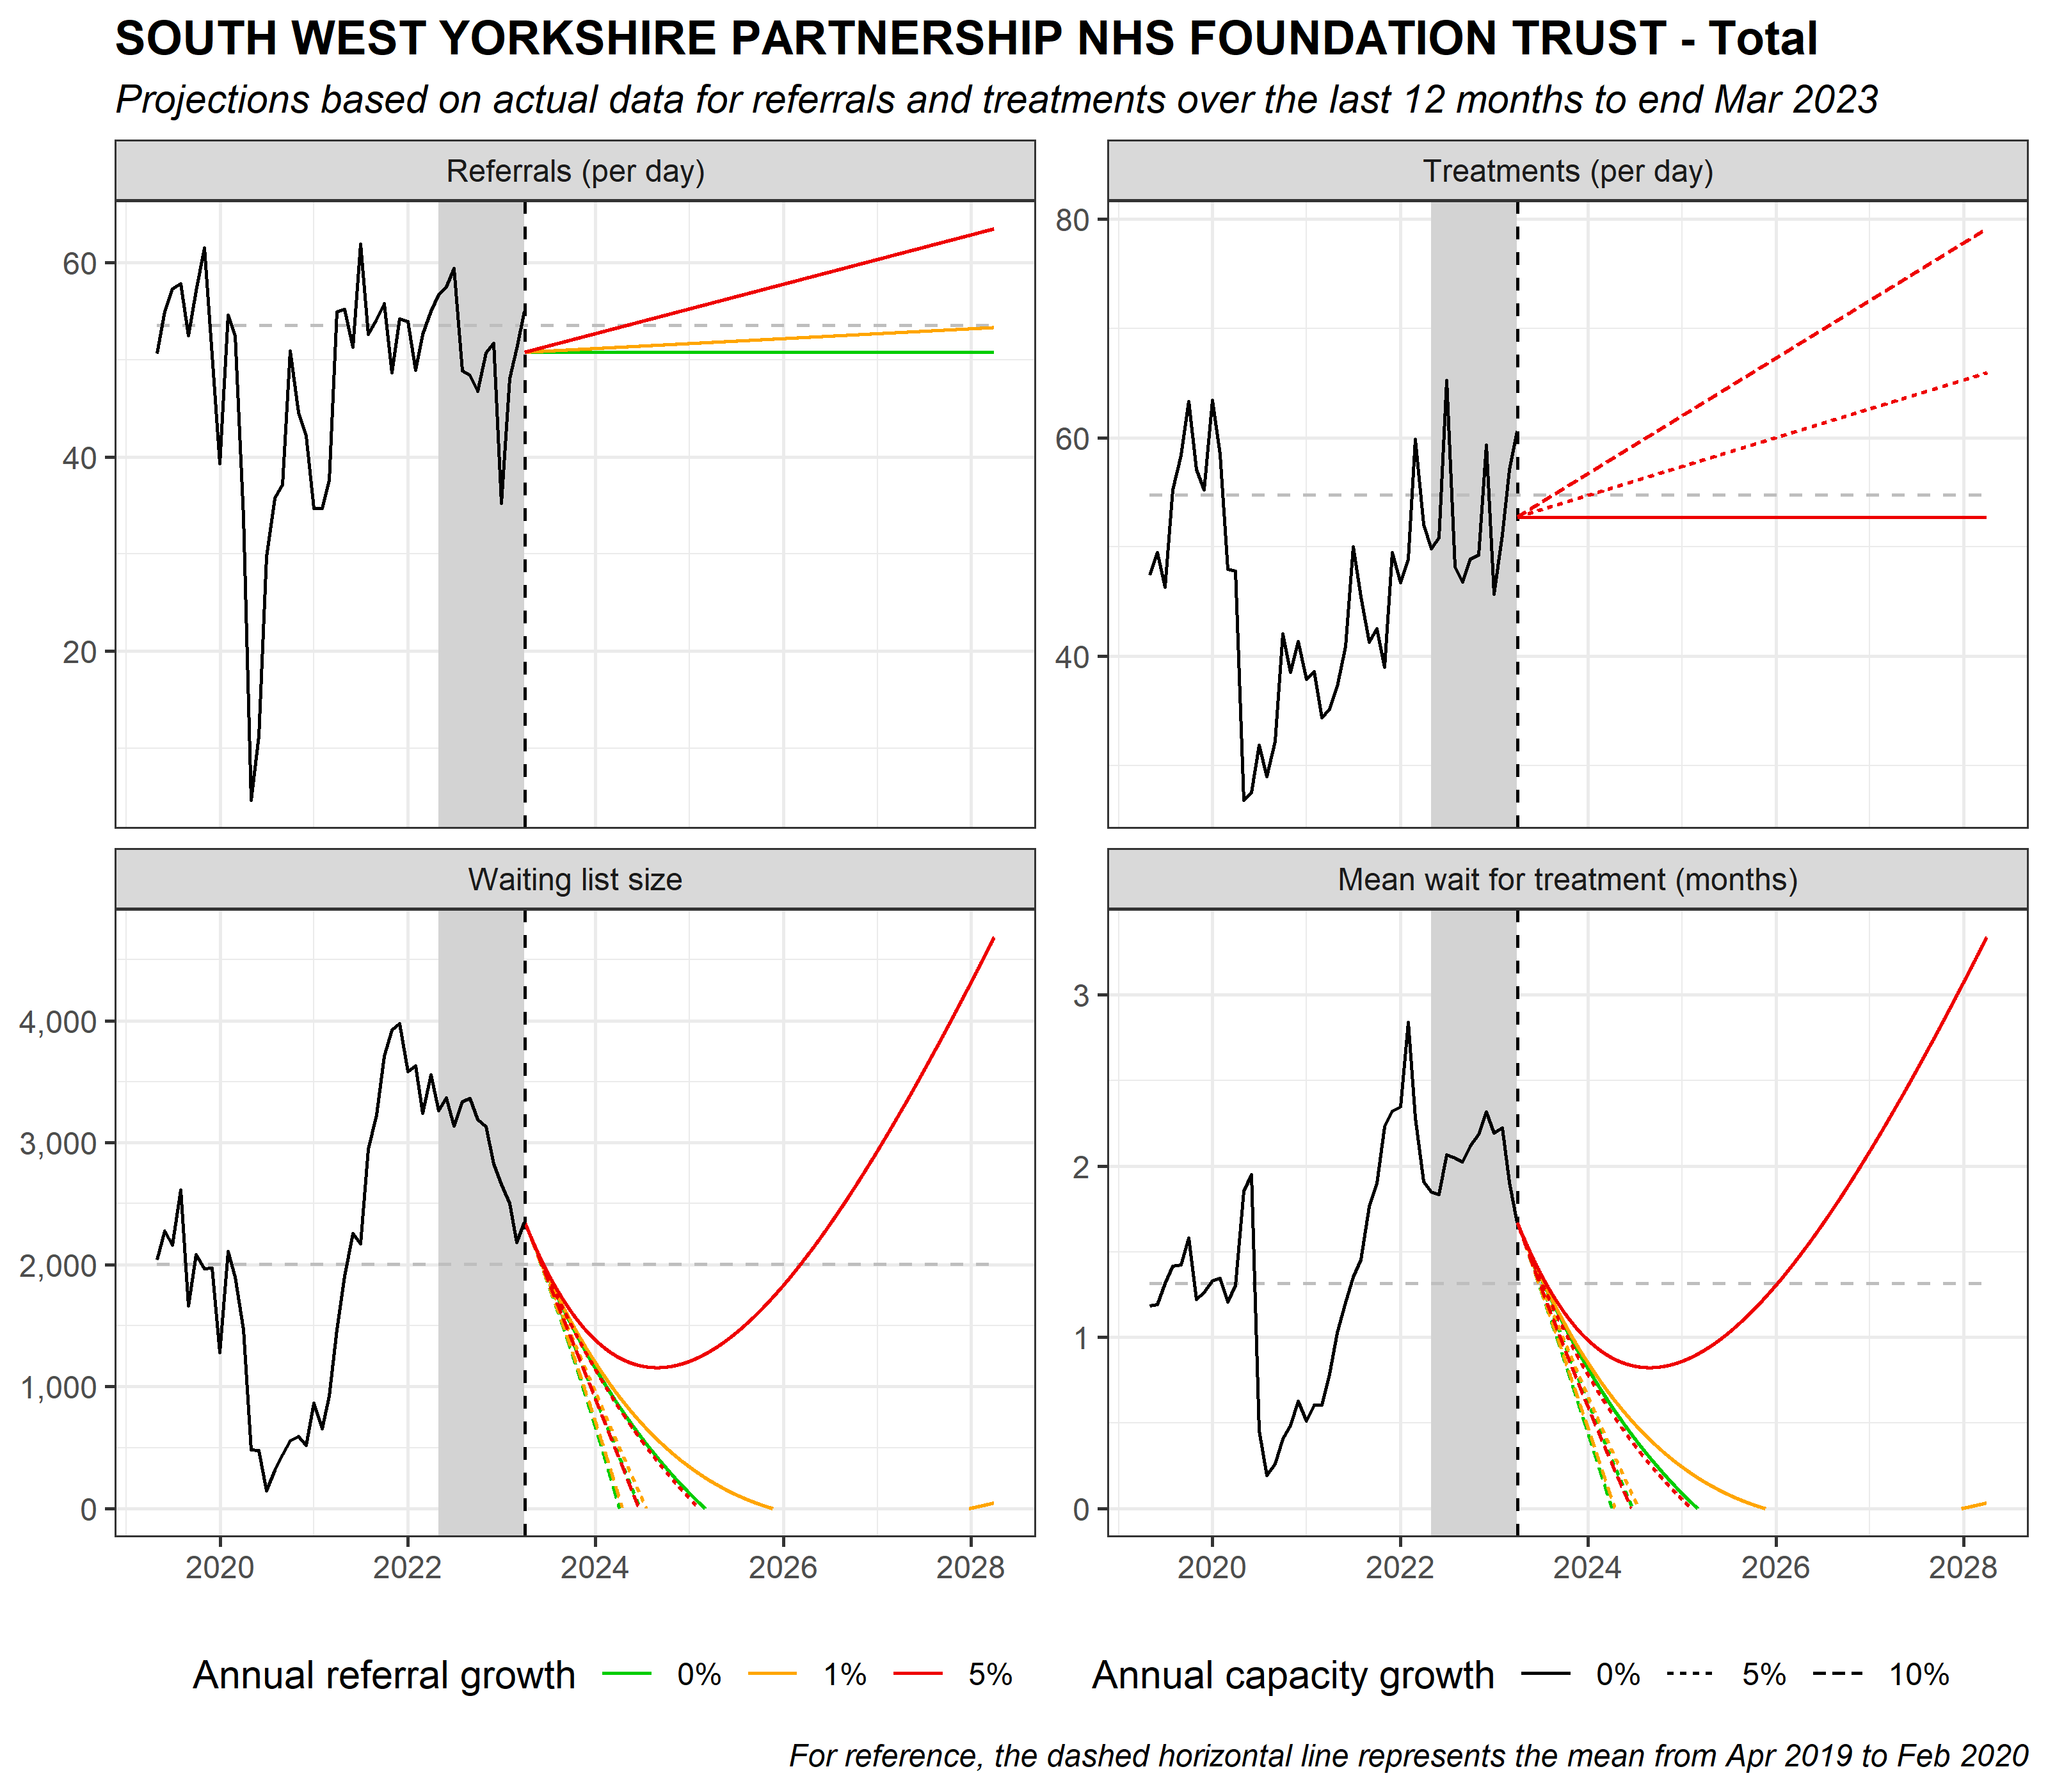 SOUTH WEST YORKSHIRE PARTNERSHIP NHS FOUNDATION TRUST - Total
Projections based on actual data for referrals and treatments over the last 12 months to end Mar 2023
Referrals (per day)
60
40
20
Treatments (per day)
80
60
40
Waiting list size
4,000
3,000
2,000
1,000
0
2020 2022 2024 2026 2028
Mean wait for treatment (months)
3
2
1
0
2020 2022 2024 2026 2028
Annual referral growth 0% 1% 5%
Annual capacity growth 0% 5% 10%
For reference, the dashed horizontal line represents the mean from Apr 2019 to Feb 2020